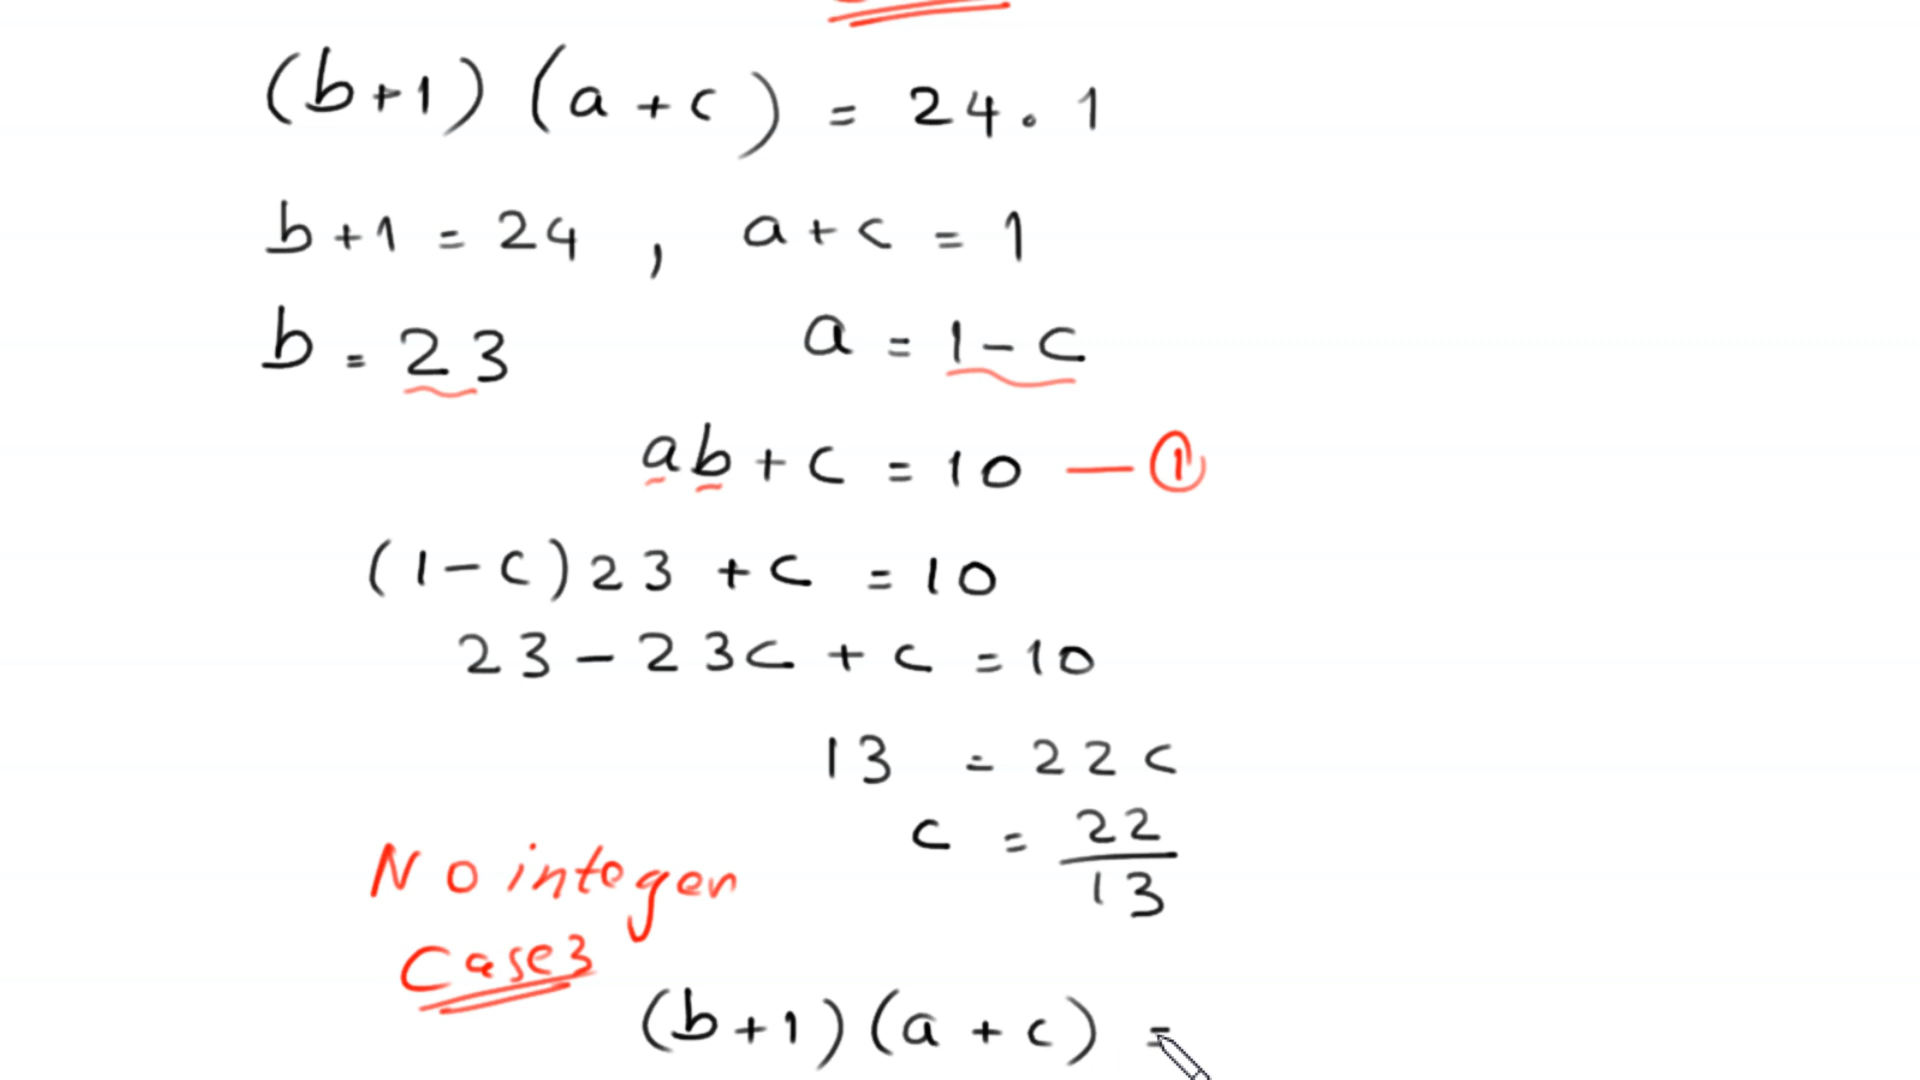 (b+1) (a+c) = 24.1
b+1 = 24 , a+c = 1
b = 23 a = 1-c
ab+c = 10 — ①
(1-c)23 +c = 10
23-23c + c = 10
13 = 22c
c = 22/13
No integer
Case3
(b+1)(a+c) =